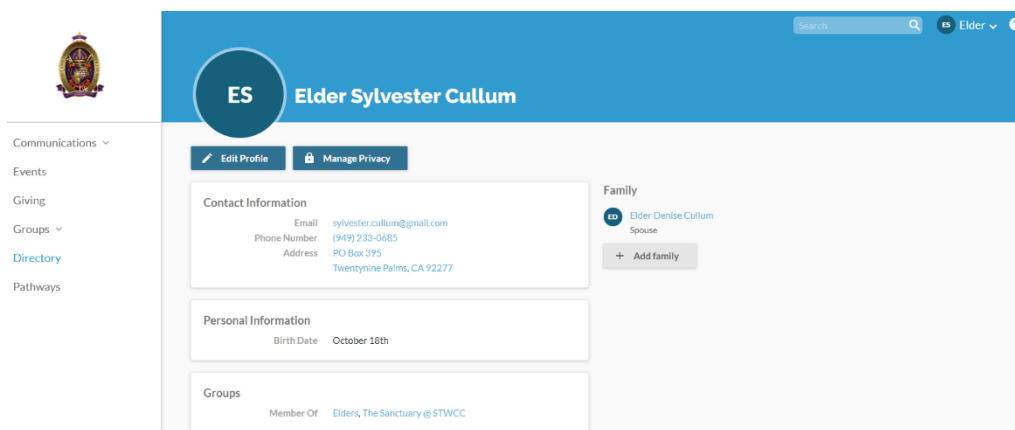 Search
ES Elder
ES
Elder Sylvester Cullum
Communications
Events
Giving
Groups
Directory
Pathways
Edit Profile
Manage Privacy
Contact Information
Email sylvester.cullum@gmail.com
Phone Number (949) 233-0685
Address PO Box 395
Twentynine Palms, CA 92277
Personal Information
Birth Date October 18th
Groups
Member Of Elders, The Sanctuary @ STWCC
Family
ED Elder Denise Cullum
Spouse
+ Add family